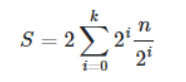 S = 2 \sum_{i=0}^{k} 2^i \frac{n}{2^i}